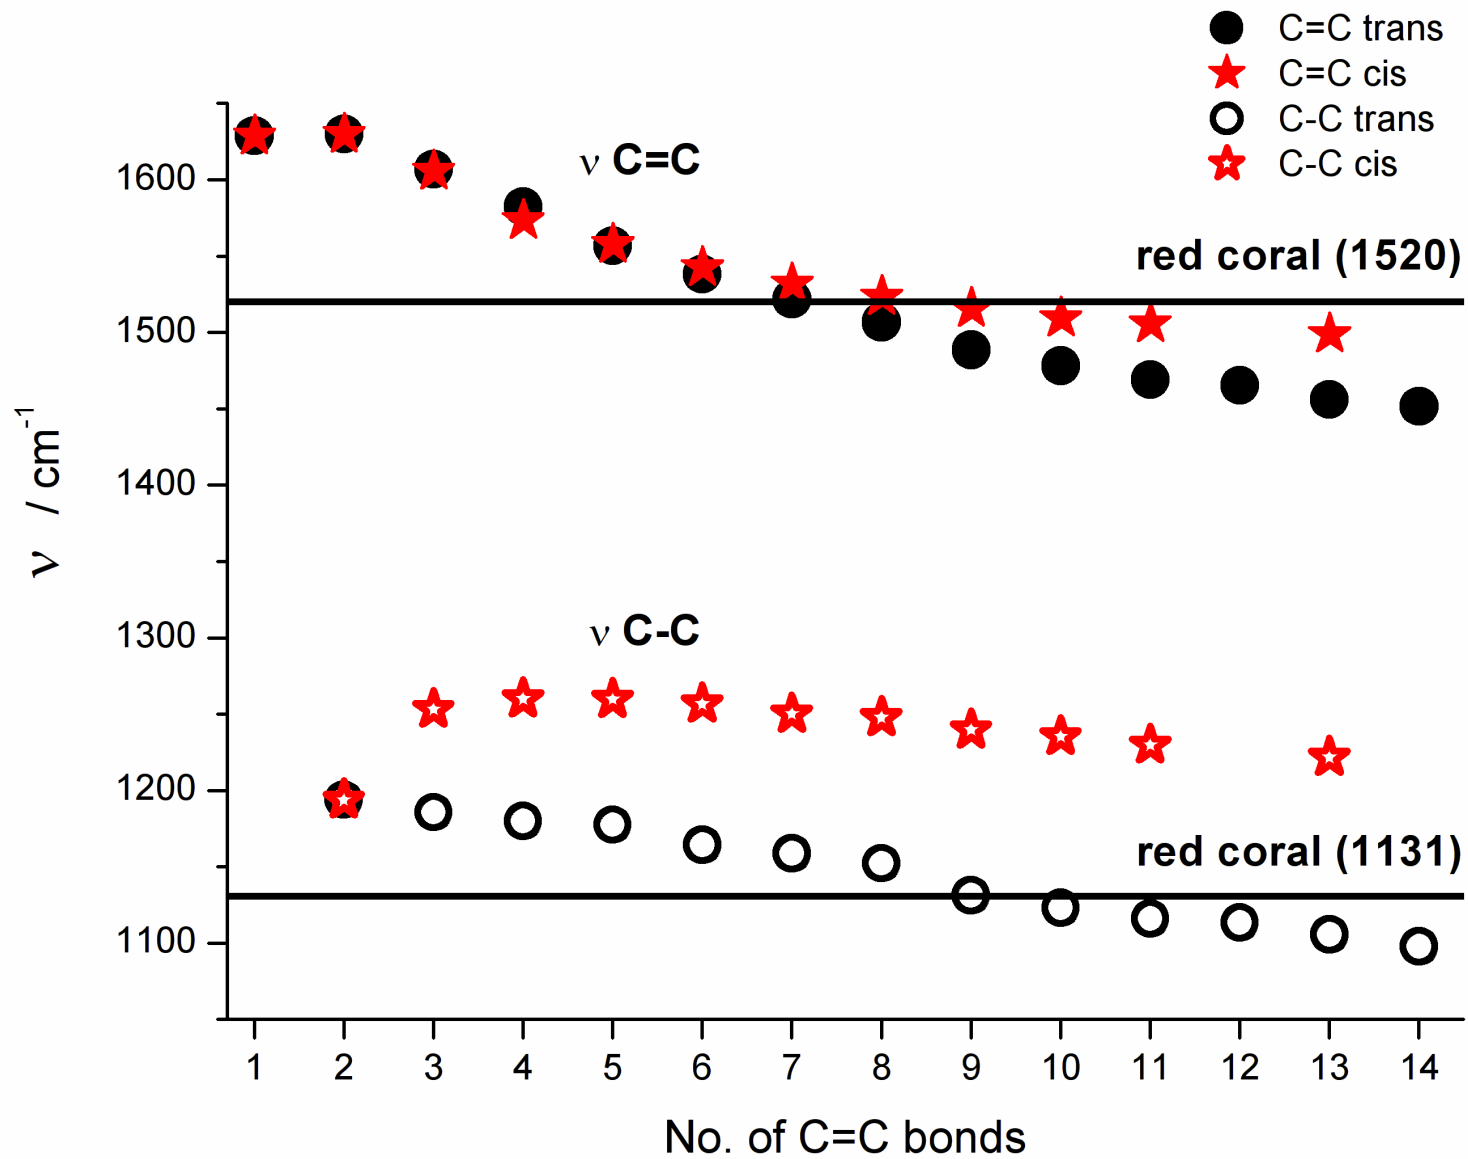 C=C trans
C=C cis
C-C trans
C-C cis
ν C=C
red coral (1520)
ν C-C
red coral (1131)
1600
1500
1400
1300
1200
1100
ν / cm⁻¹
1 2 3 4 5 6 7 8 9 10 11 12 13 14
No. of C=C bonds